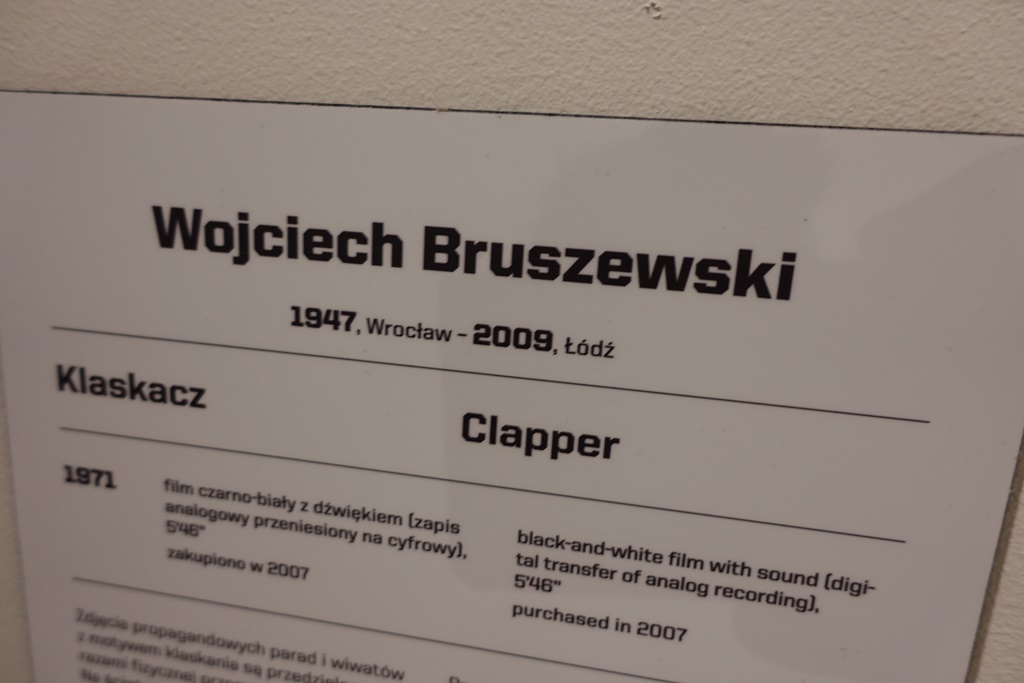 Wojciech Bruszewski
1947, Wrocław – 2009, Łódź
Klaskacz
Clapper
1971
film czarno-biały z dźwiękiem (zapis
analogowy przeniesiony na cyfrowy),
5'46"
zakupiono w 2007
black-and-white film with sound (digi-
tal transfer of analog recording),
5'46"
purchased in 2007
Zdjęcia propagandowych parad i wiwatów
z motywem klaskania są
razami fizycznej